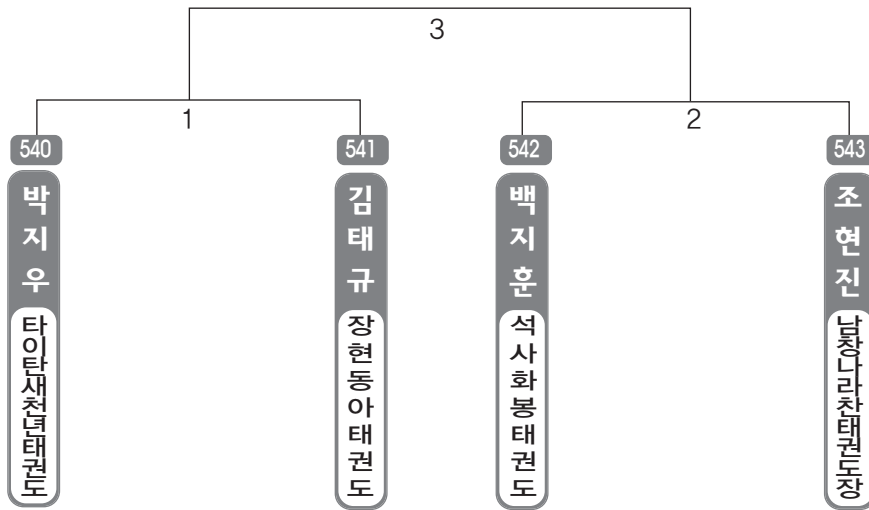 3
1
2
540
541
542
543
박지우
김태규
백지훈
조현진
타이탄새천년태권도
장현동아태권도
석사화봉태권도
남창나라찬태권도장